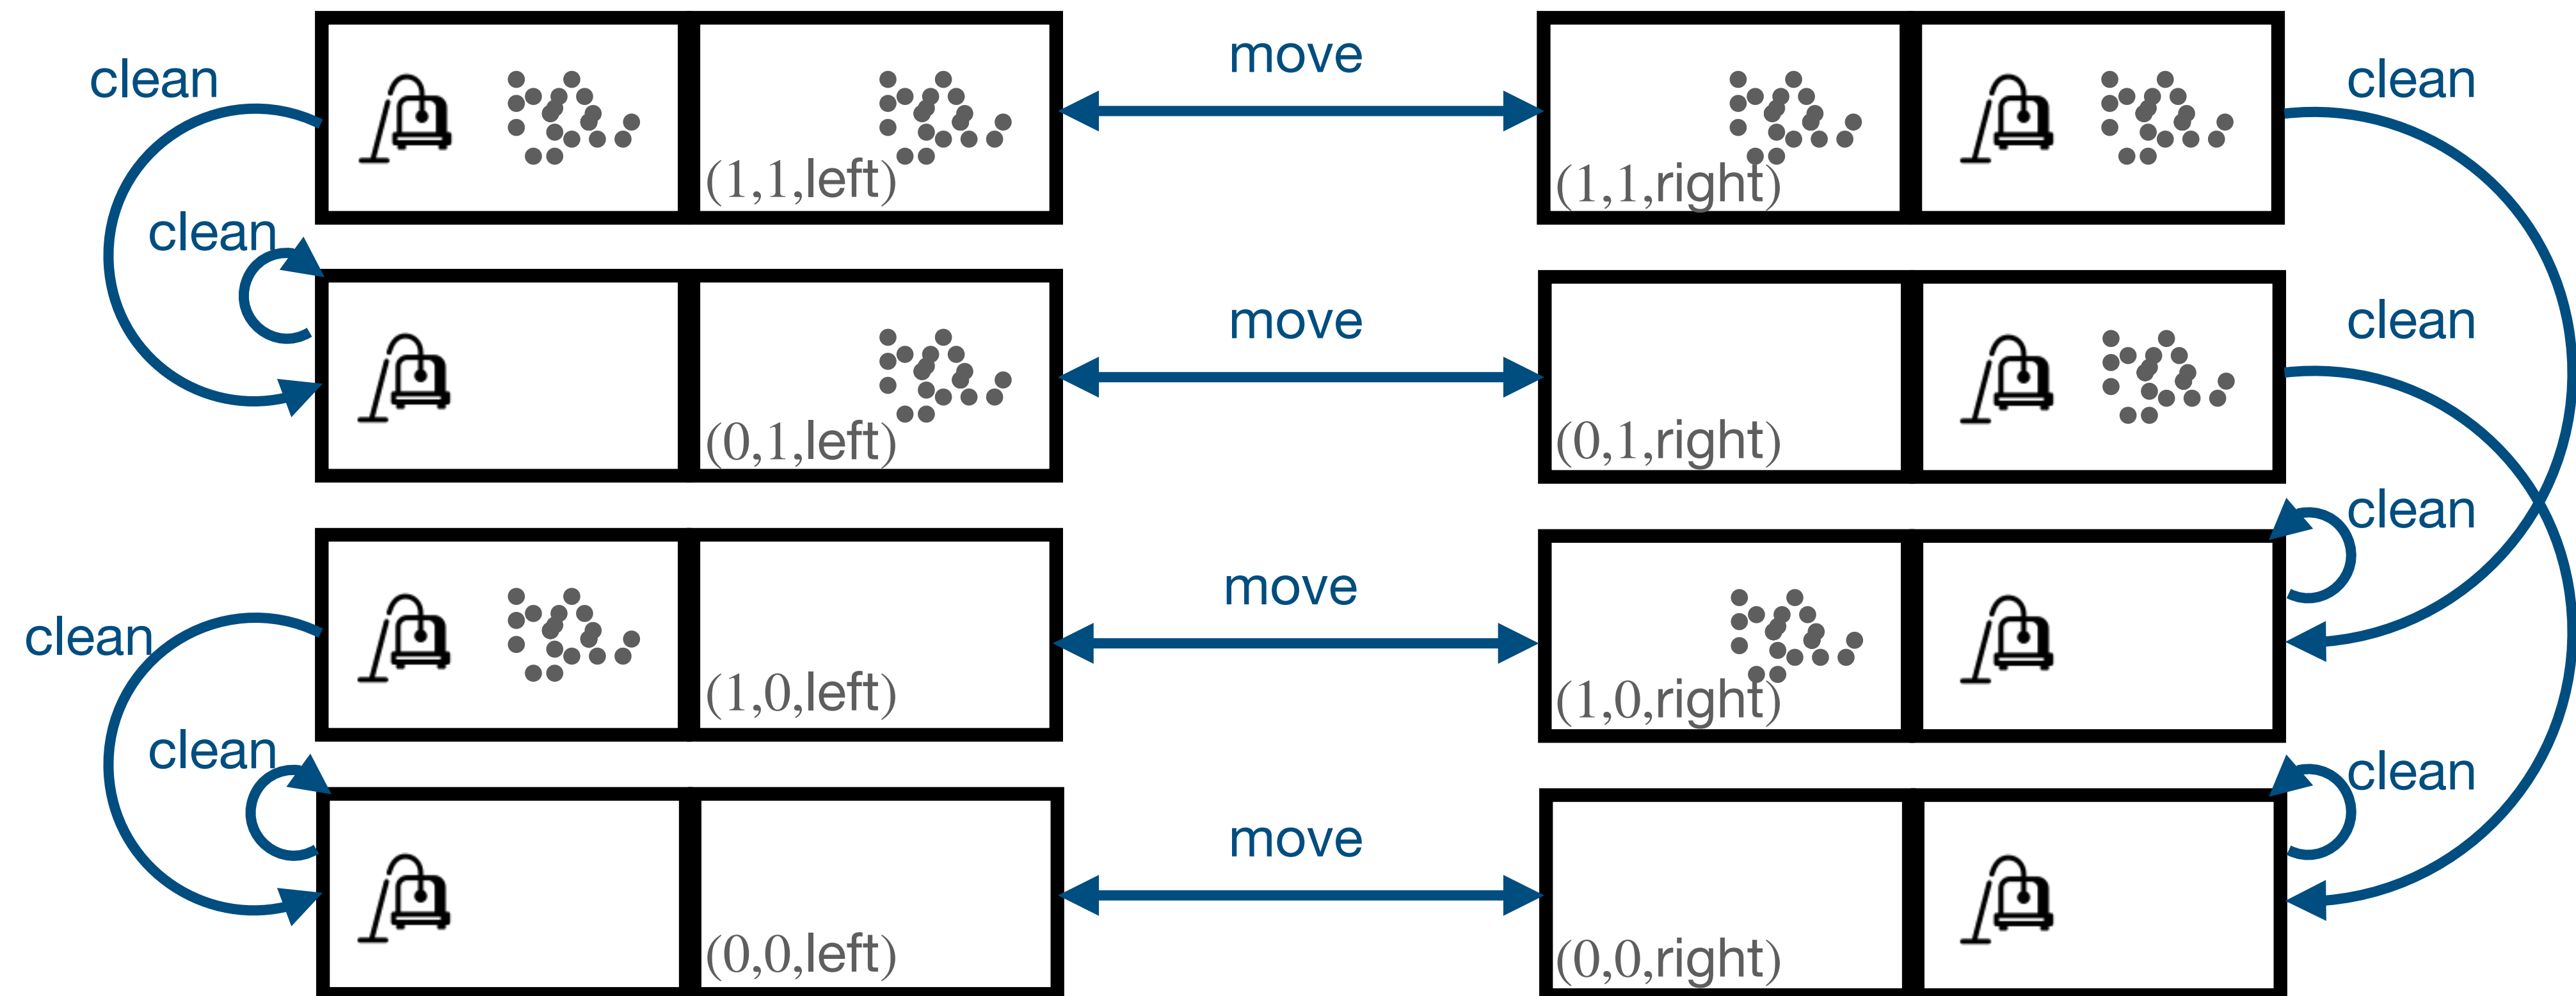 move
clean
clean
(1,1,left)
(1,1,right)
clean
move
clean
(0,1,left)
(0,1,right)
clean
move
clean
(1,0,left)
(1,0,right)
clean
move
clean
(0,0,left)
(0,0,right)